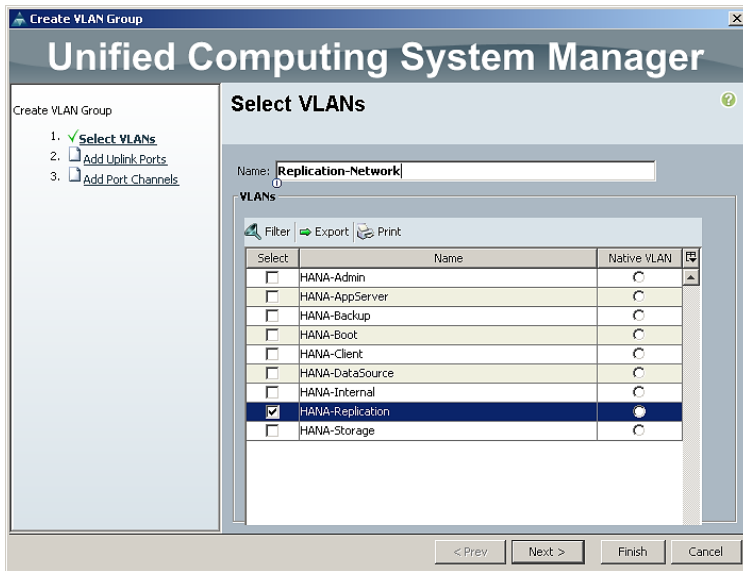 Create VLAN Group
Unified Computing System Manager
Create VLAN Group
1. Select VLANs
2. Add Uplink Ports
3. Add Port Channels
Select VLANs
Name: Replication-Network
VLANs
Filter Export Print
Select Name Native VLAN
HANA-Admin
HANA-AppServer
HANA-Backup
HANA-Boot
HANA-Client
HANA-DataSource
HANA-Internal
HANA-Replication
HANA-Storage
< Prev Next > Finish Cancel